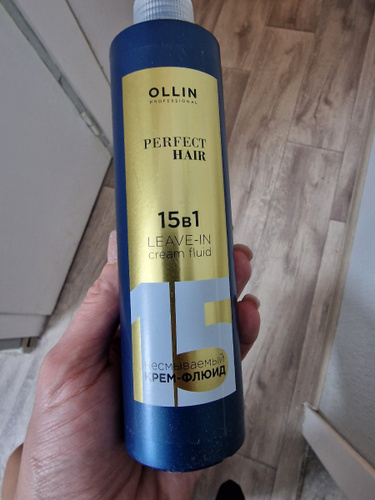 OLLIN
PROFESSIONAL
PERFECT
HAIR
15в1
LEAVE-IN
cream fluid
15
несмываемый
КРЕМ-ФЛЮИД